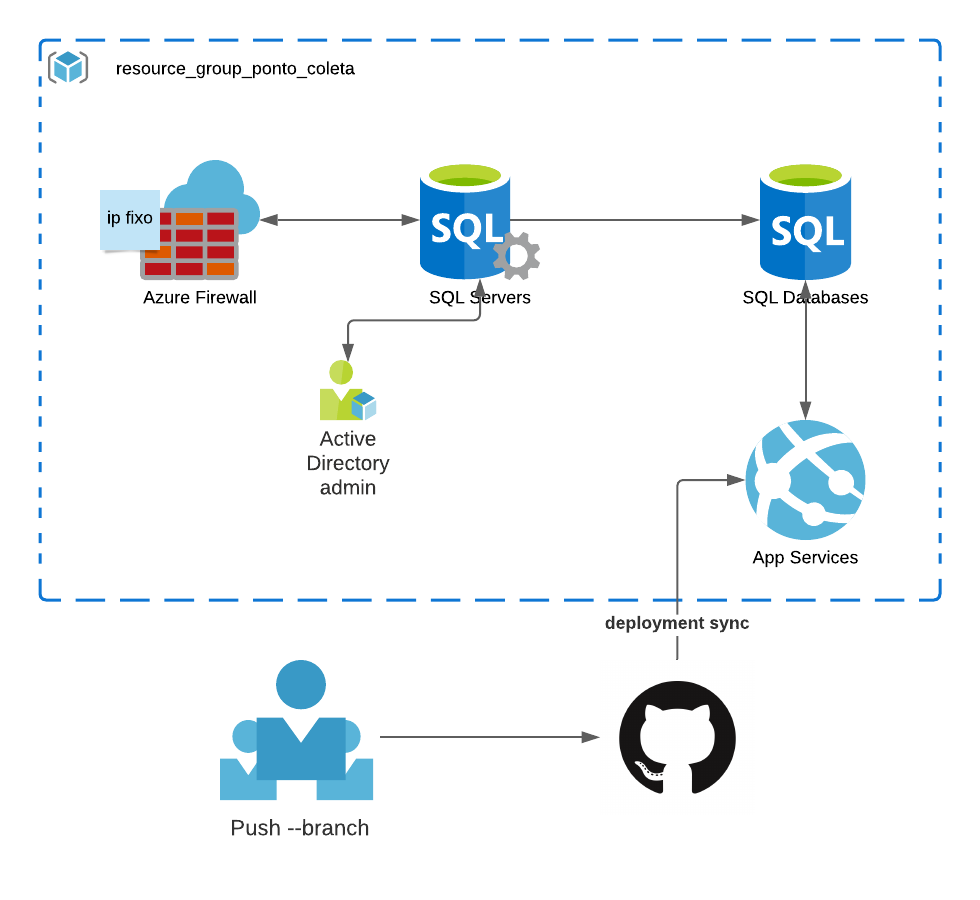 resource_group_ponto_coleta
ip fixo
SQL
SQL
Azure Firewall
SQL Servers
SQL Databases
Active
Directory
admin
App Services
deployment sync
Push --branch